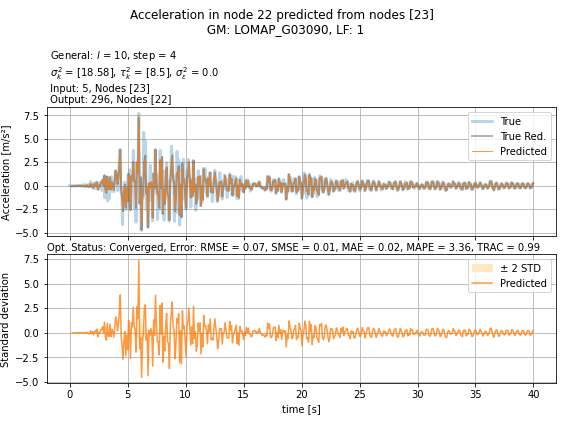 Acceleration in node 22 predicted from nodes [23]
GM: LOMAP_G03090, LF: 1
General: l = 10, step = 4
σ²ₖ = [18.58], τ²ₖ = [8.5], σ²ε = 0.0
Input: 5, Nodes [23]
Output: 296, Nodes [22]
Acceleration [m/s²]
7.5
5.0
2.5
0.0
−2.5
−5.0
True
True Red.
Predicted
Opt. Status: Converged, Error: RMSE = 0.07, SMSE = 0.01, MAE = 0.02, MAPE = 3.36, TRAC = 0.99
Standard deviation
7.5
5.0
2.5
0.0
−2.5
−5.0
± 2 STD
Predicted
0 5 10 15 20 25 30 35 40
time [s]